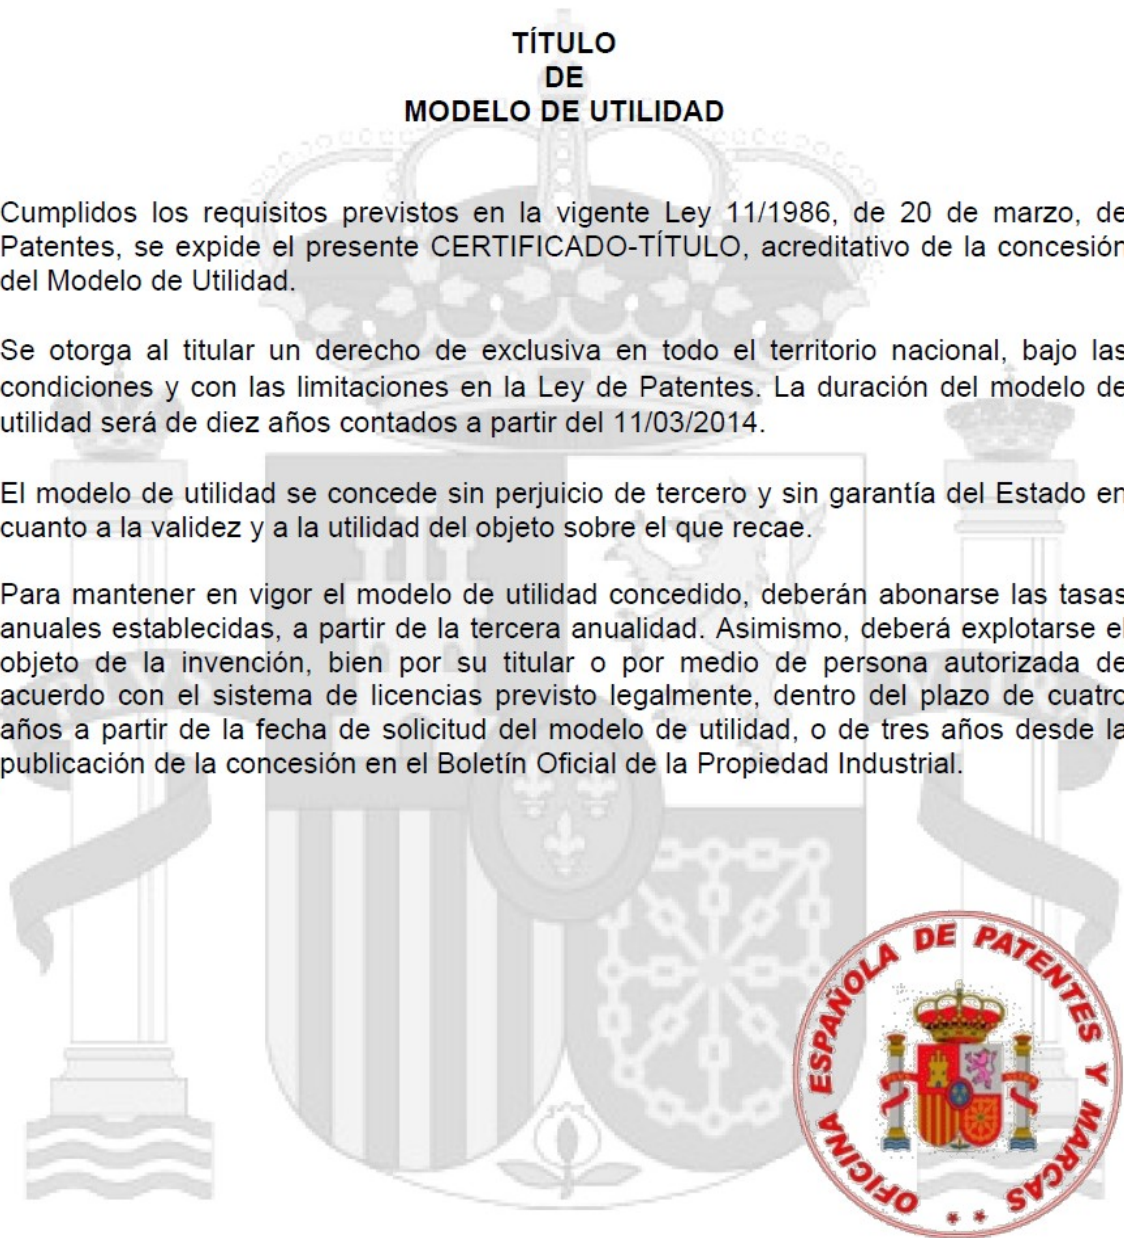 TÍTULO
DE
MODELO DE UTILIDAD
Cumplidos los requisitos previstos en la vigente Ley 11/1986, de 20 de marzo, de
Patentes, se expide el presente CERTIFICADO-TÍTULO, acreditativo de la concesión
del Modelo de Utilidad.
Se otorga al titular un derecho de exclusiva en todo el territorio nacional, bajo las
condiciones y con las limitaciones en la Ley de Patentes. La duración del modelo de
utilidad será de diez años contados a partir del 11/03/2014.
El modelo de utilidad se concede sin perjuicio de tercero y sin garantía del Estado en
cuanto a la validez y a la utilidad del objeto sobre el que recae.
Para mantener en vigor el modelo de utilidad concedido, deberán abonarse las tasas
anuales establecidas, a partir de la tercera anualidad. Asimismo, deberá explotarse el
objeto de la invención, bien por su titular o por medio de persona autorizada de
acuerdo con el sistema de licencias previsto legalmente, dentro del plazo de cuatro
años a partir de la fecha de solicitud del modelo de utilidad, o de tres años desde la
publicación de la concesión en el Boletín Oficial de la Propiedad Industrial.
OFICINA ESPAÑOLA DE PATENTES Y MARCAS